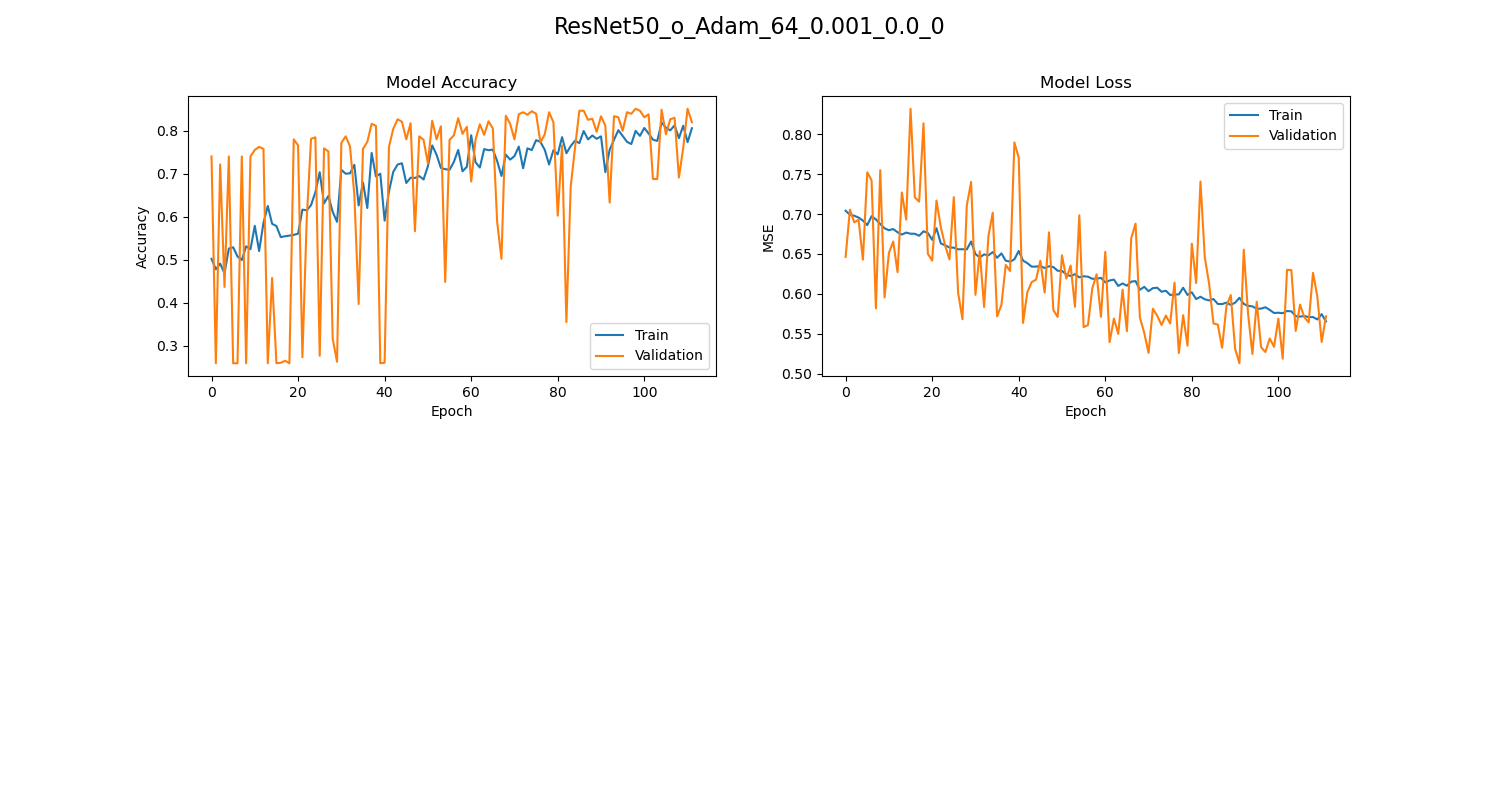 ResNet50_o_Adam_64_0.001_0.0_0
Model Accuracy
Accuracy
0.8
0.7
0.6
0.5
0.4
0.3
Train
Validation
0 20 40 60 80 100
Epoch
Model Loss
MSE
0.80
0.75
0.70
0.65
0.60
0.55
0.50
Train
Validation
0 20 40 60 80 100
Epoch